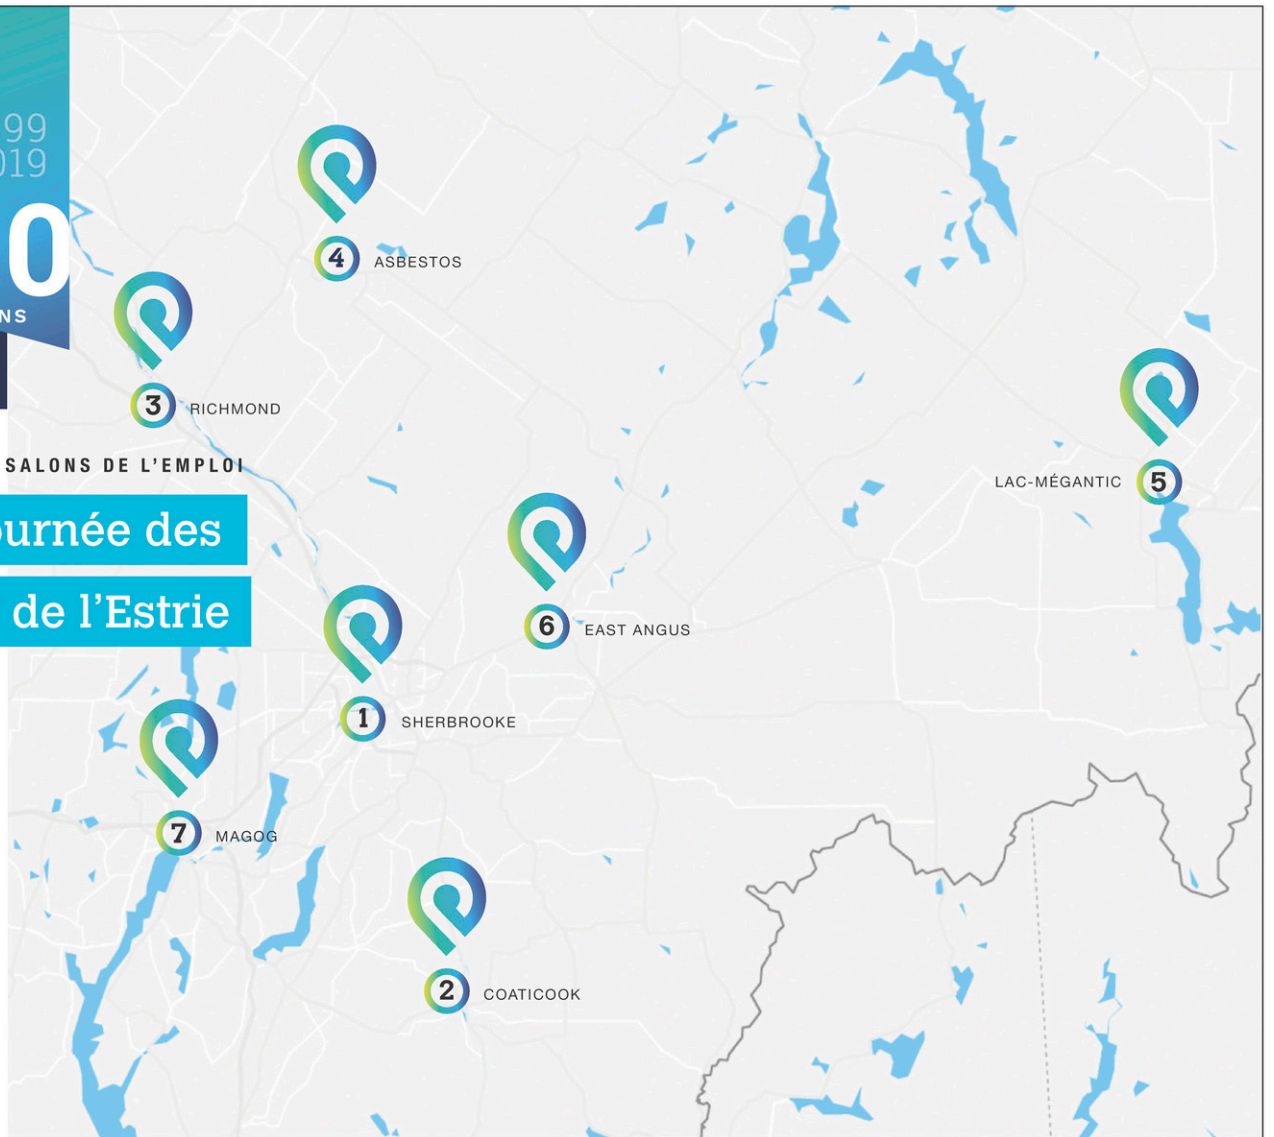 99
019
0
NS
4 ASBESTOS
3 RICHMOND
SALONS DE L'EMPLOI
ournée des
de l'Estrie
5 LAC-MÉGANTIC
6 EAST ANGUS
1 SHERBROOKE
7 MAGOG
2 COATICOOK